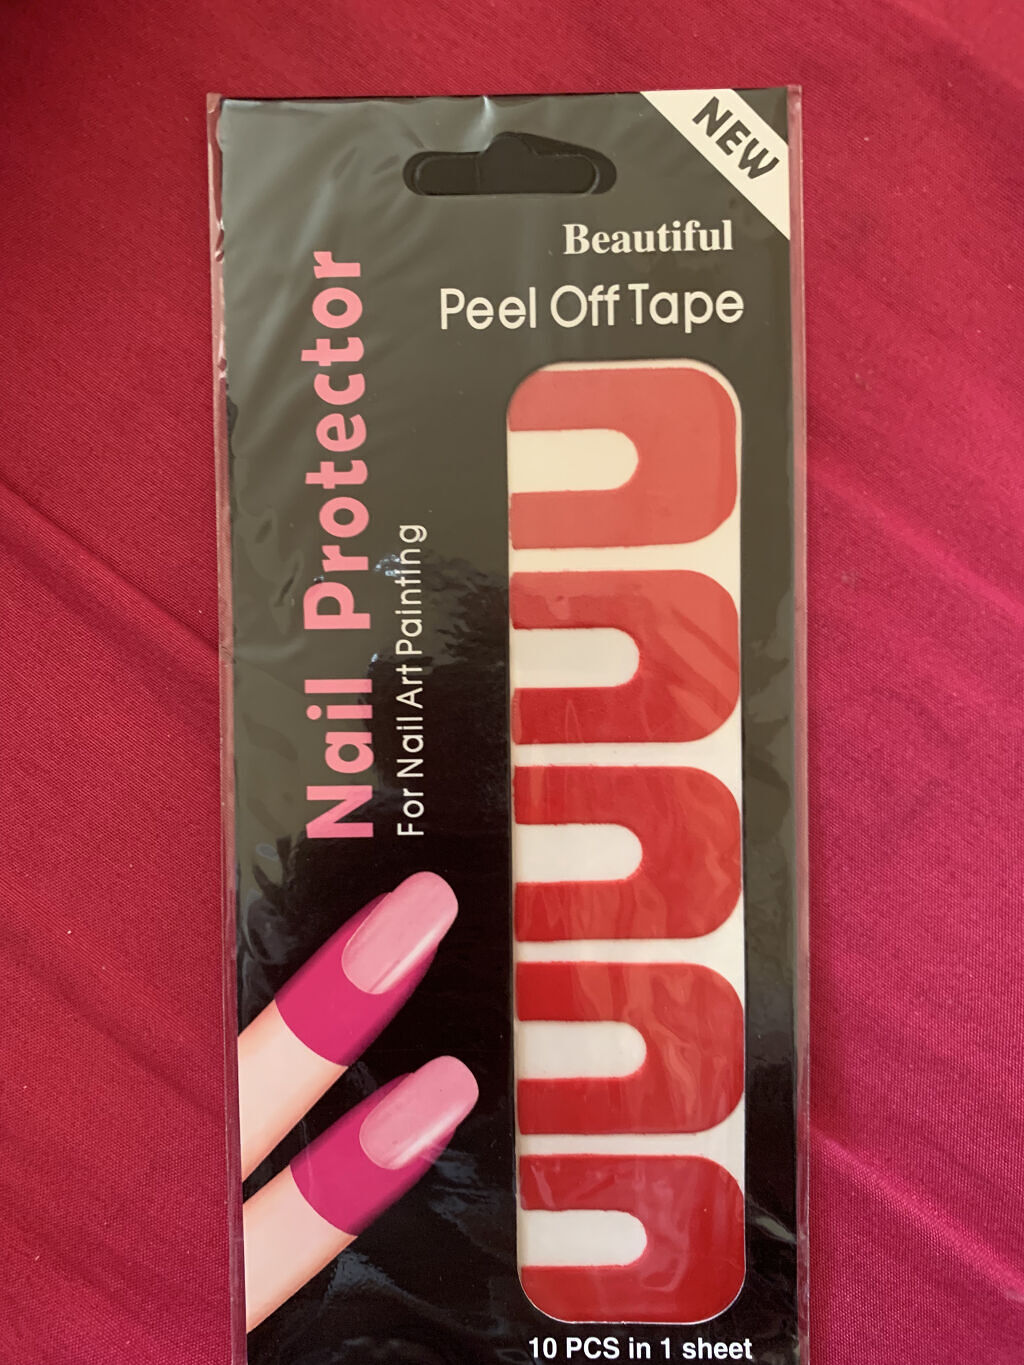 NEW
Beautiful
Peel Off Tape
Nail Protector
For Nail Art Painting
10 PCS in 1 sheet